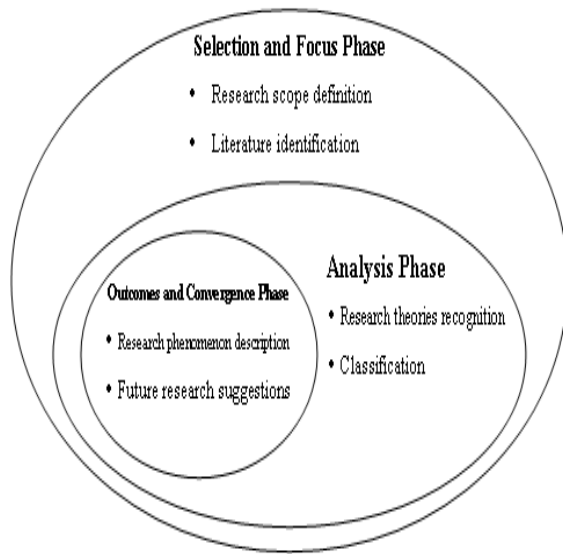 Selection and Focus Phase
• Research scope definition
• Literature identification
Analysis Phase
• Research theories recognition
• Classification
Outcomes and Convergence Phase
• Research phenomenon description
• Future research suggestions